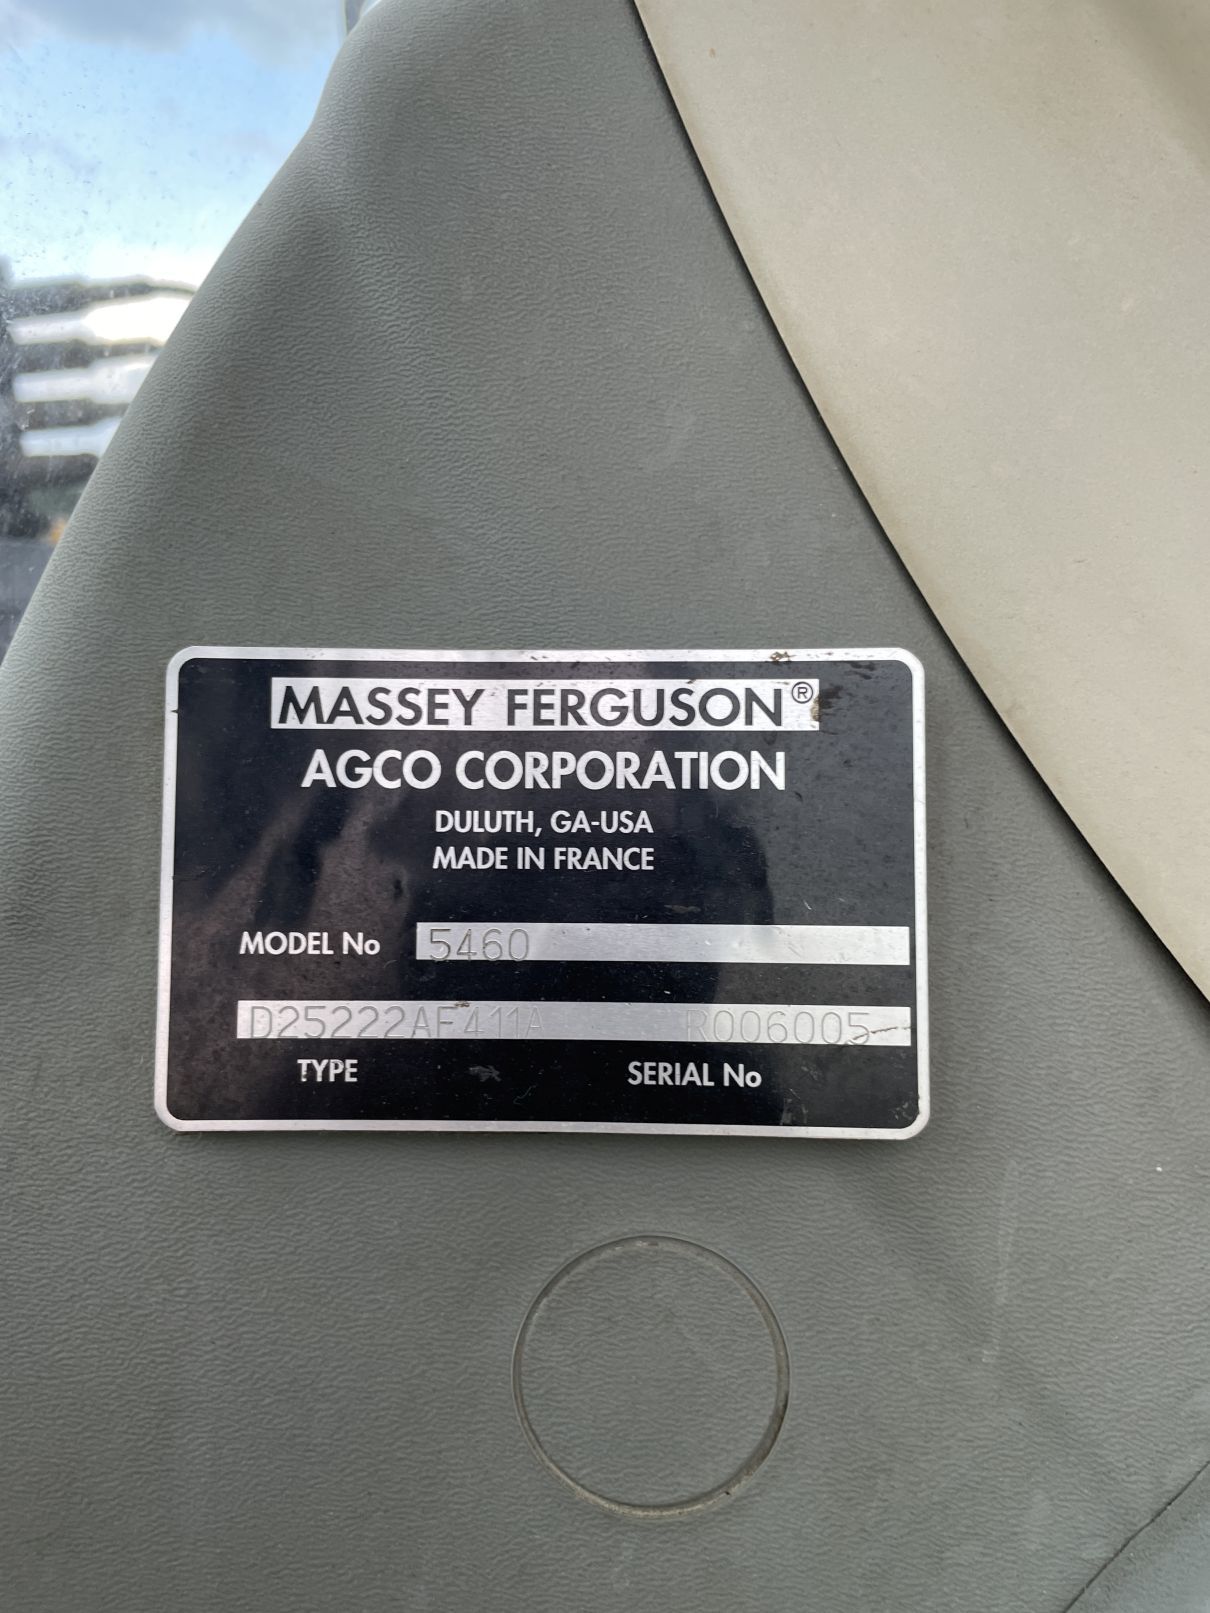 MASSEY FERGUSON®
AGCO CORPORATION
DULUTH, GA-USA
MADE IN FRANCE
MODEL No 5460
D25222AF411A R006005
TYPE SERIAL No